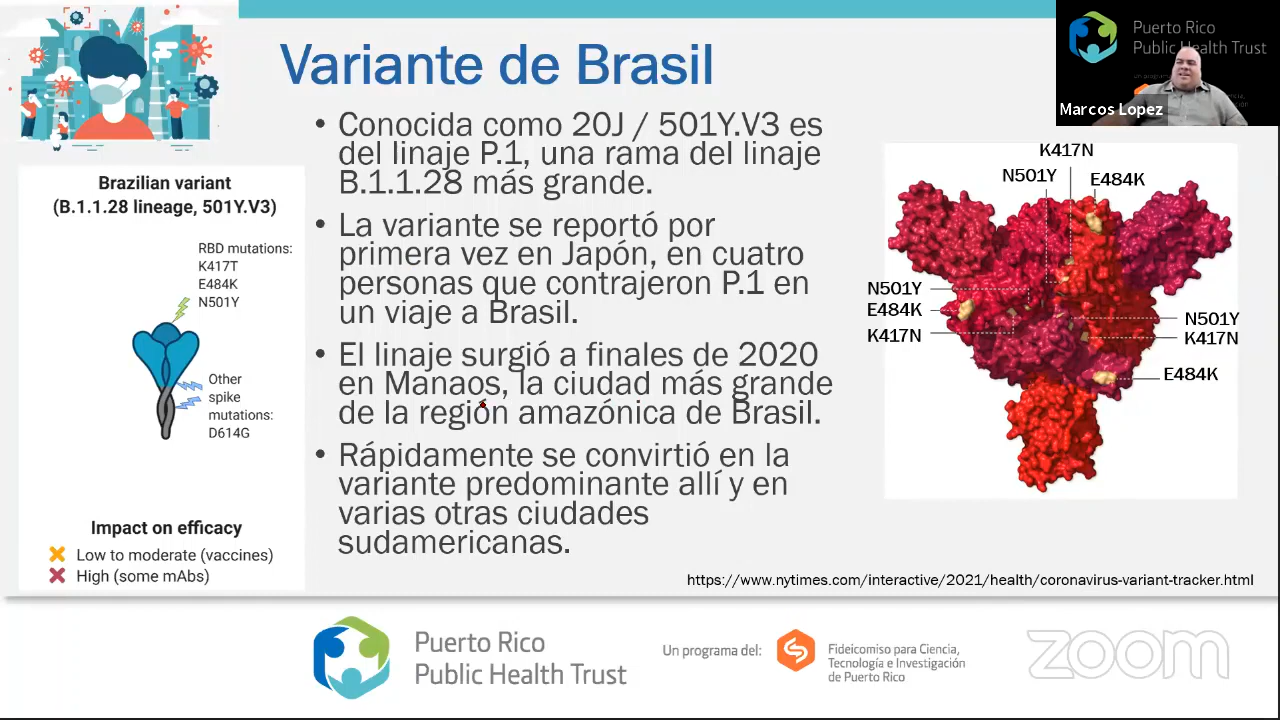 Variante de Brasil
Puerto Rico
Public Health Trust
Marcos Lopez
Brazilian variant
(B.1.1.28 lineage, 501Y.V3)
RBD mutations:
K417T
E484K
N501Y
Other
spike
mutations:
D614G
Impact on efficacy
Low to moderate (vaccines)
High (some mAbs)
• Conocida como 20J / 501Y.V3 es
del linaje P.1, una rama del linaje
B.1.1.28 más grande.
• La variante se reportó por
primera vez en Japón, en cuatro
personas que contrajeron P.1 en
un viaje a Brasil.
• El linaje surgió a finales de 2020
en Manaos, la ciudad más grande
de la región amazónica de Brasil.
• Rápidamente se convirtió en la
variante predominante allí y en
varias otras ciudades
sudamericanas.
K417N
N501Y
E484K
N501Y
E484K
K417N
N501Y
K417N
E484K
https://www.nytimes.com/interactive/2021/health/coronavirus-variant-tracker.html
Puerto Rico
Public Health Trust
Un programa del:
Fideicomiso para Ciencia,
Tecnología e Investigación
de Puerto Rico
zoom